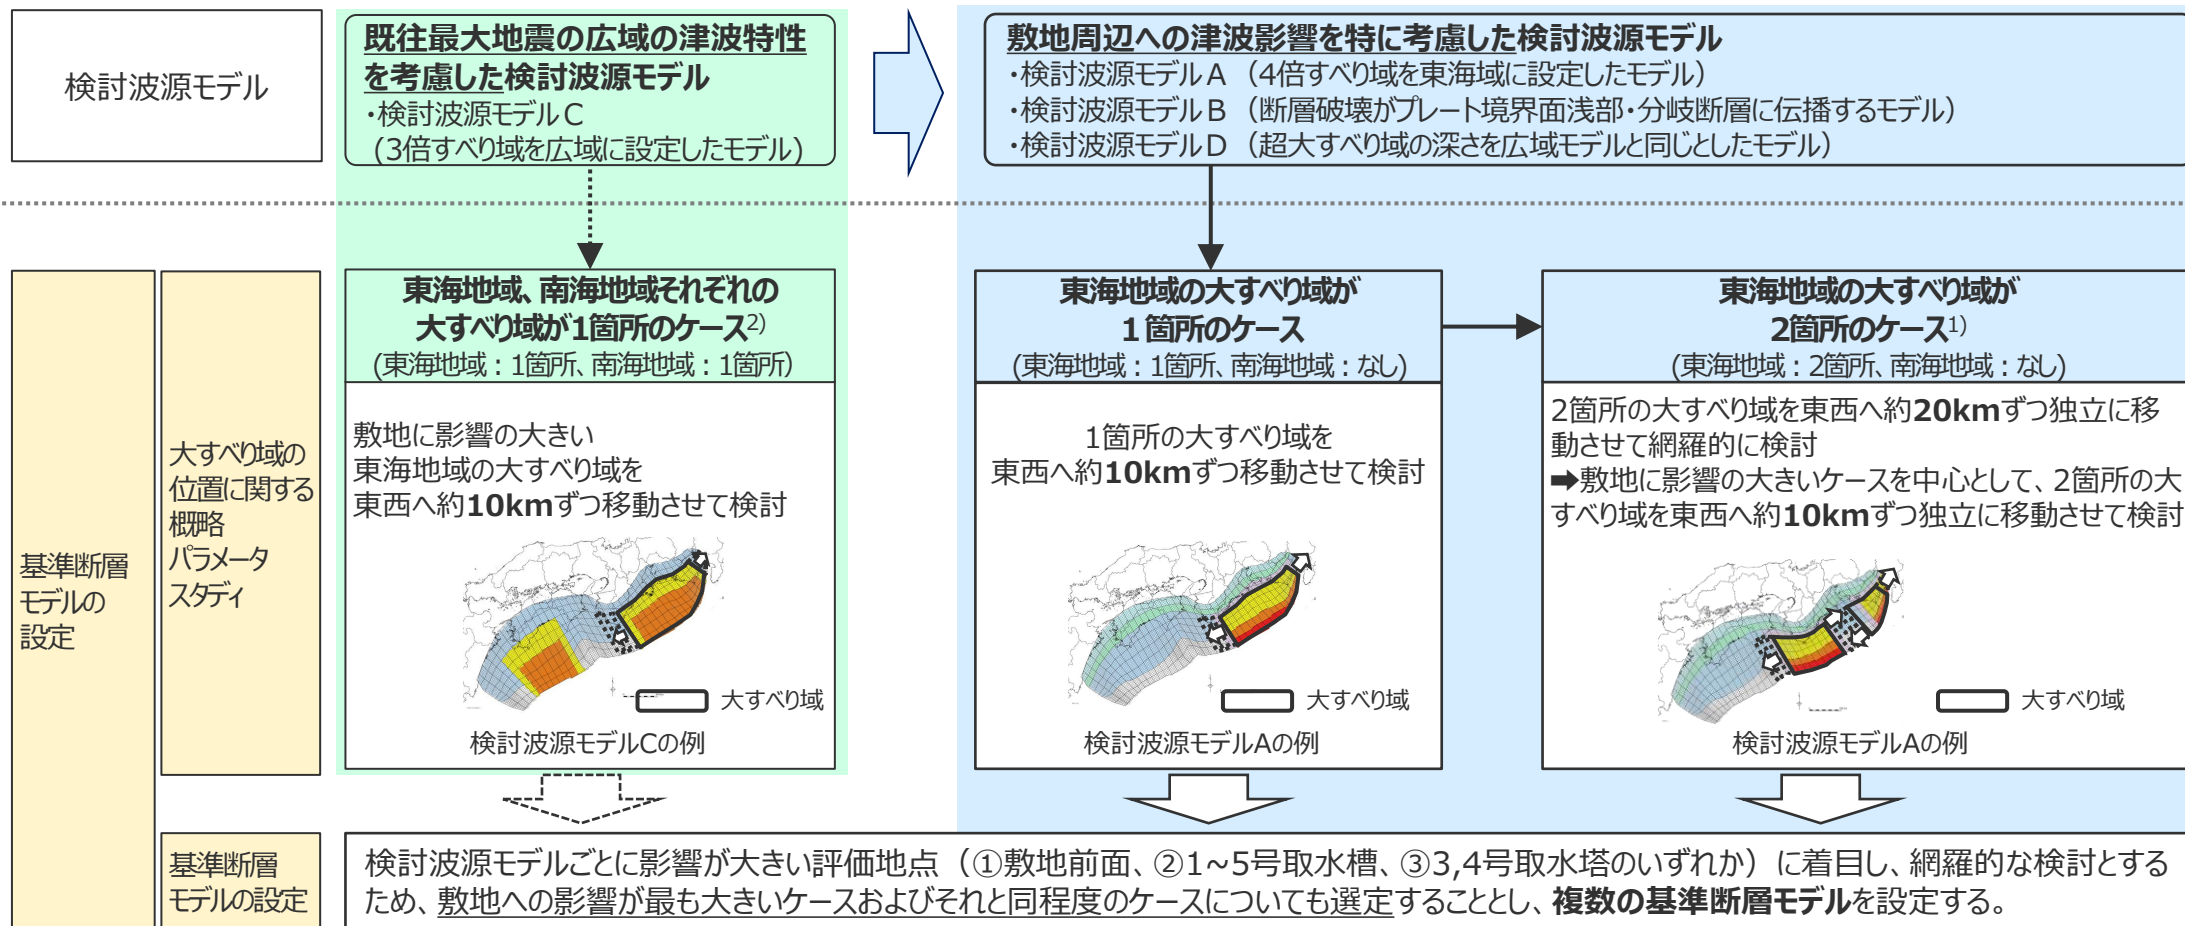 検討波源モデル
既往最大地震の広域の津波特性
を考慮した検討波源モデル
・検討波源モデルC
(3倍すべり域を広域に設定したモデル)
敷地周辺への津波影響を特に考慮した検討波源モデル
・検討波源モデルA（4倍すべり域を東海域に設定したモデル）
・検討波源モデルB（断層破壊がプレート境界面浅部・分岐断層に伝播するモデル）
・検討波源モデルD（超大すべり域の深さを広域モデルと同じとしたモデル）
基準断層
モデルの
設定
大すべり域の
位置に関する
概略
パラメータ
スタディ
東海地域、南海地域それぞれの
大すべり域が1箇所のケース2)
(東海地域：1箇所、南海地域：1箇所)
敷地に影響の大きい
東海地域の大すべり域を
東西へ約10kmずつ移動させて検討
大すべり域
検討波源モデルCの例
東海地域の大すべり域が
1箇所のケース
(東海地域：1箇所、南海地域：なし)
1箇所の大すべり域を
東西へ約10kmずつ移動させて検討
大すべり域
検討波源モデルAの例
東海地域の大すべり域が
2箇所のケース1)
(東海地域：2箇所、南海地域：なし)
2箇所の大すべり域を東西へ約20kmずつ独立に移
動させて網羅的に検討
➡敷地に影響の大きいケースを中心として、2箇所の大
すべり域を東西へ約10kmずつ独立に移動させて検討
大すべり域
検討波源モデルAの例
基準断層
モデルの設定
検討波源モデルごとに影響が大きい評価地点（①敷地前面、②1~5号取水槽、③3,4号取水塔のいずれか）に着目し、網羅的な検討とする
ため、敷地への影響が最も大きいケースおよびそれと同程度のケースについても選定することとし、複数の基準断層モデルを設定する。